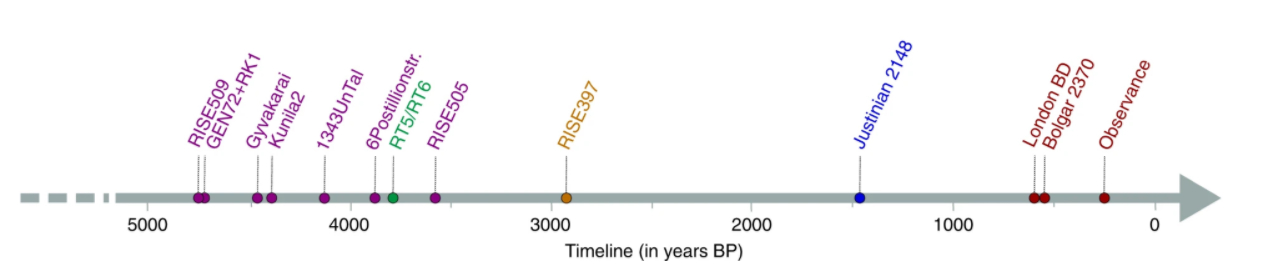 RISE509
GEN72+RK1
Gyvakarai
Kunila2
1343UnTal
6Postillionstr.
RT5/RT6
RISE505
RISE397
Justinian 2148
London BD
Bolgar 2370
Observance
5000 4000 3000 2000 1000 0
Timeline (in years BP)